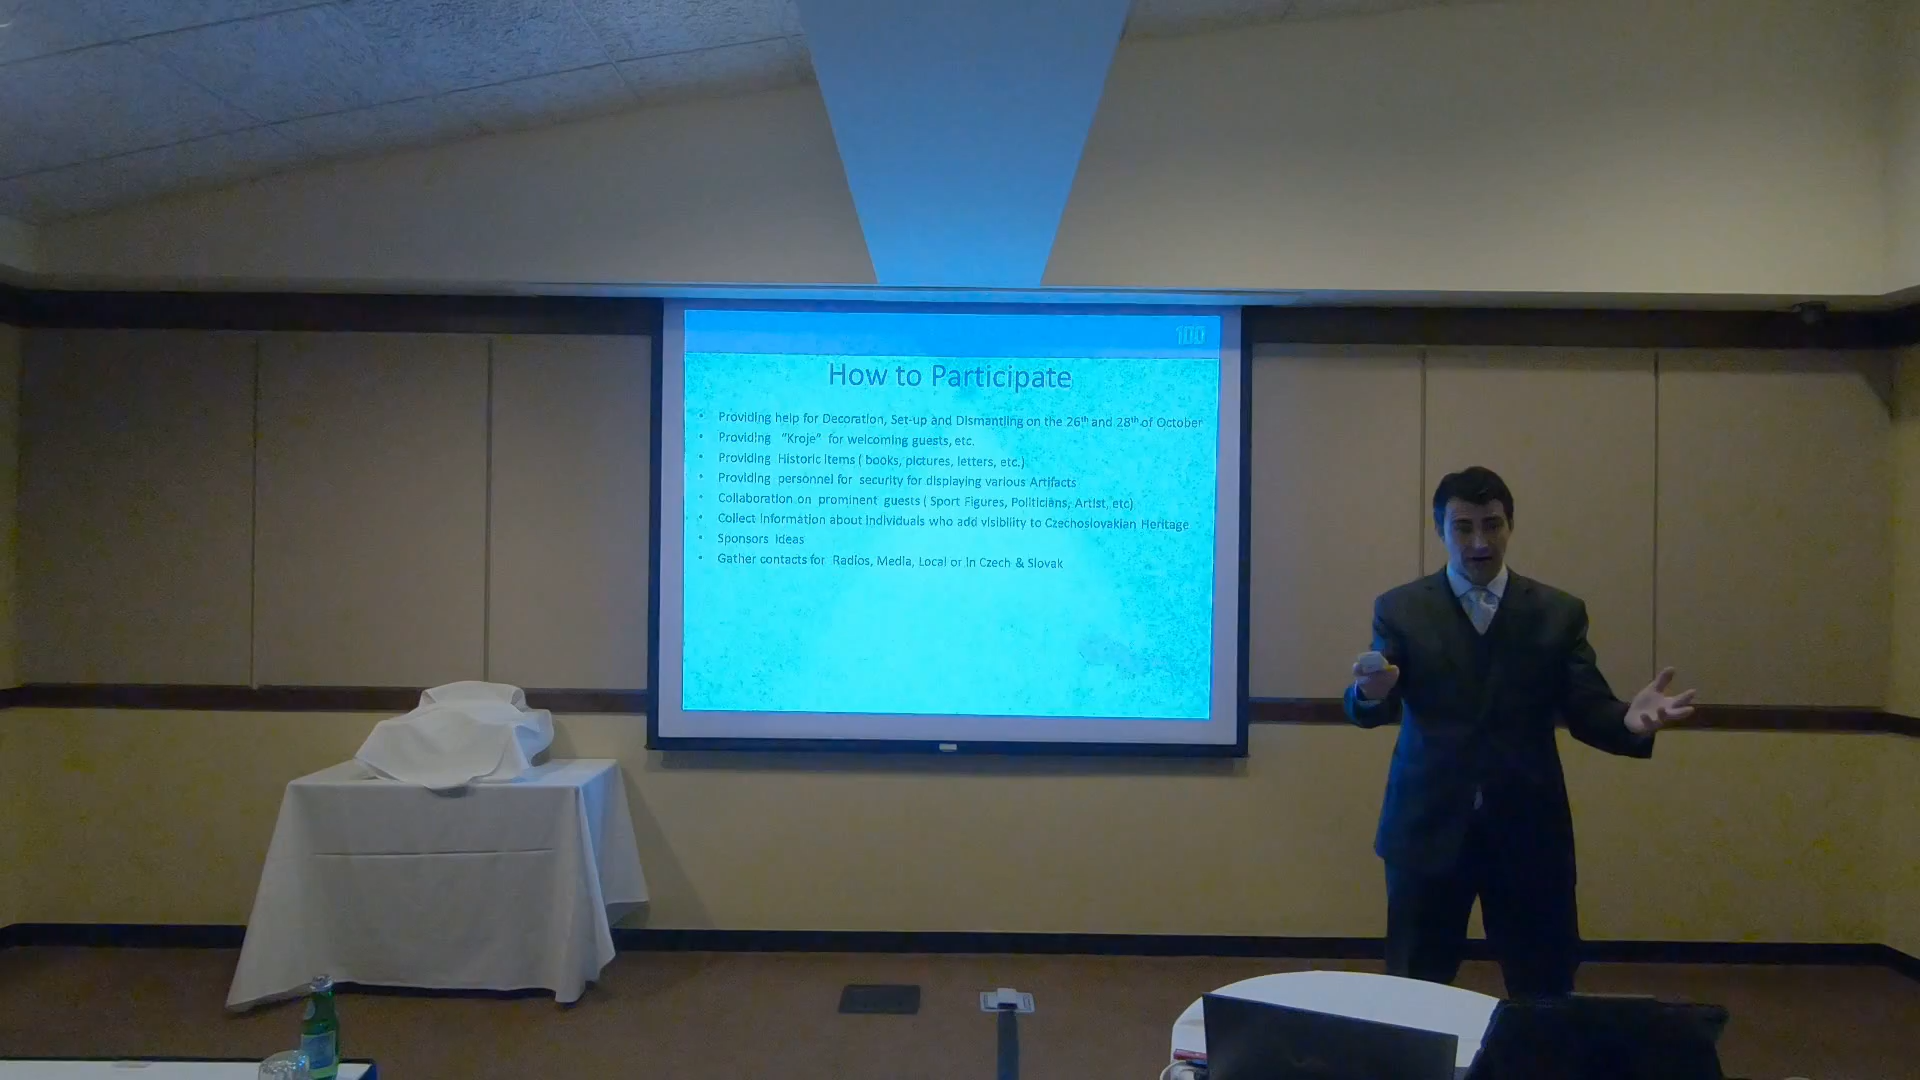 100
How to Participate
• Providing help for Decoration, Set-up and Dismantling on the 26th and 28th of October
• Providing "Kroje" for welcoming guests, etc.
• Providing Historic Items ( books, pictures, letters, etc.)
• Providing personnel for security for displaying various Artifacts
• Collaboration on prominent guests ( Sport Figures, Politicians, Artist, etc)
• Collect Information about Individuals who add visibility to Czechoslovakian Heritage
• Sponsors Ideas
• Gather contacts for Radios, Media, Local or In Czech & Slovak